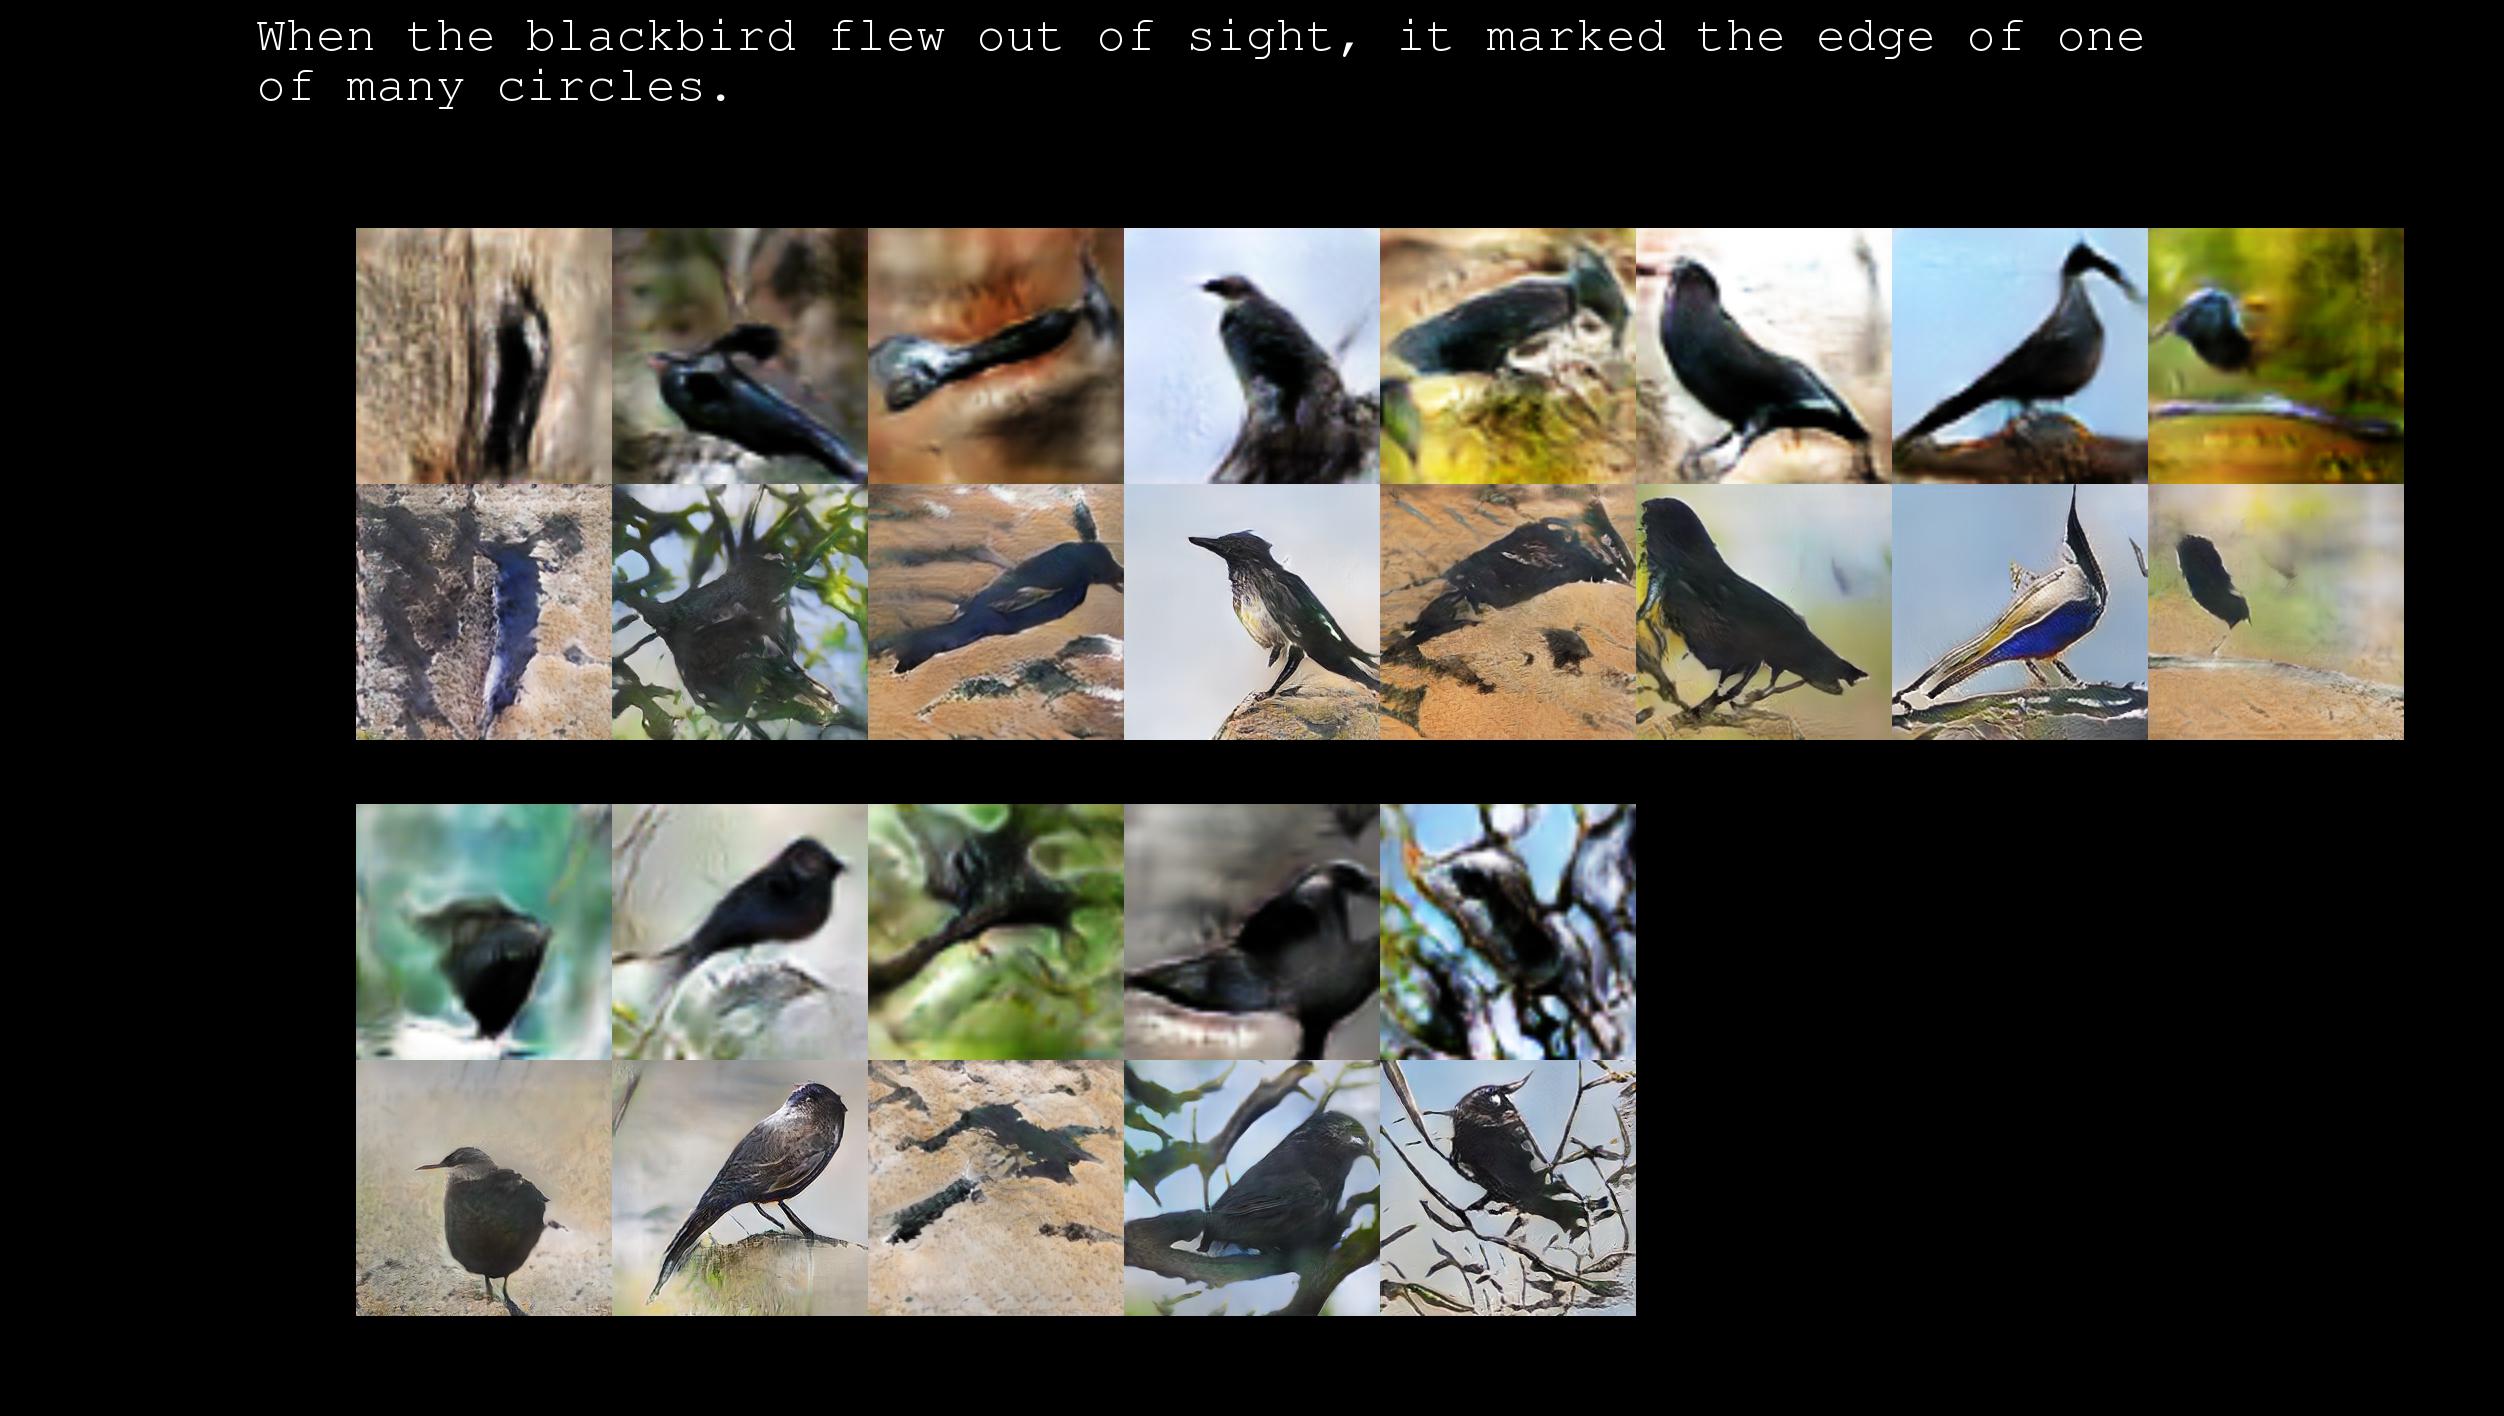 When the blackbird flew out of sight, it marked the edge of one
of many circles.